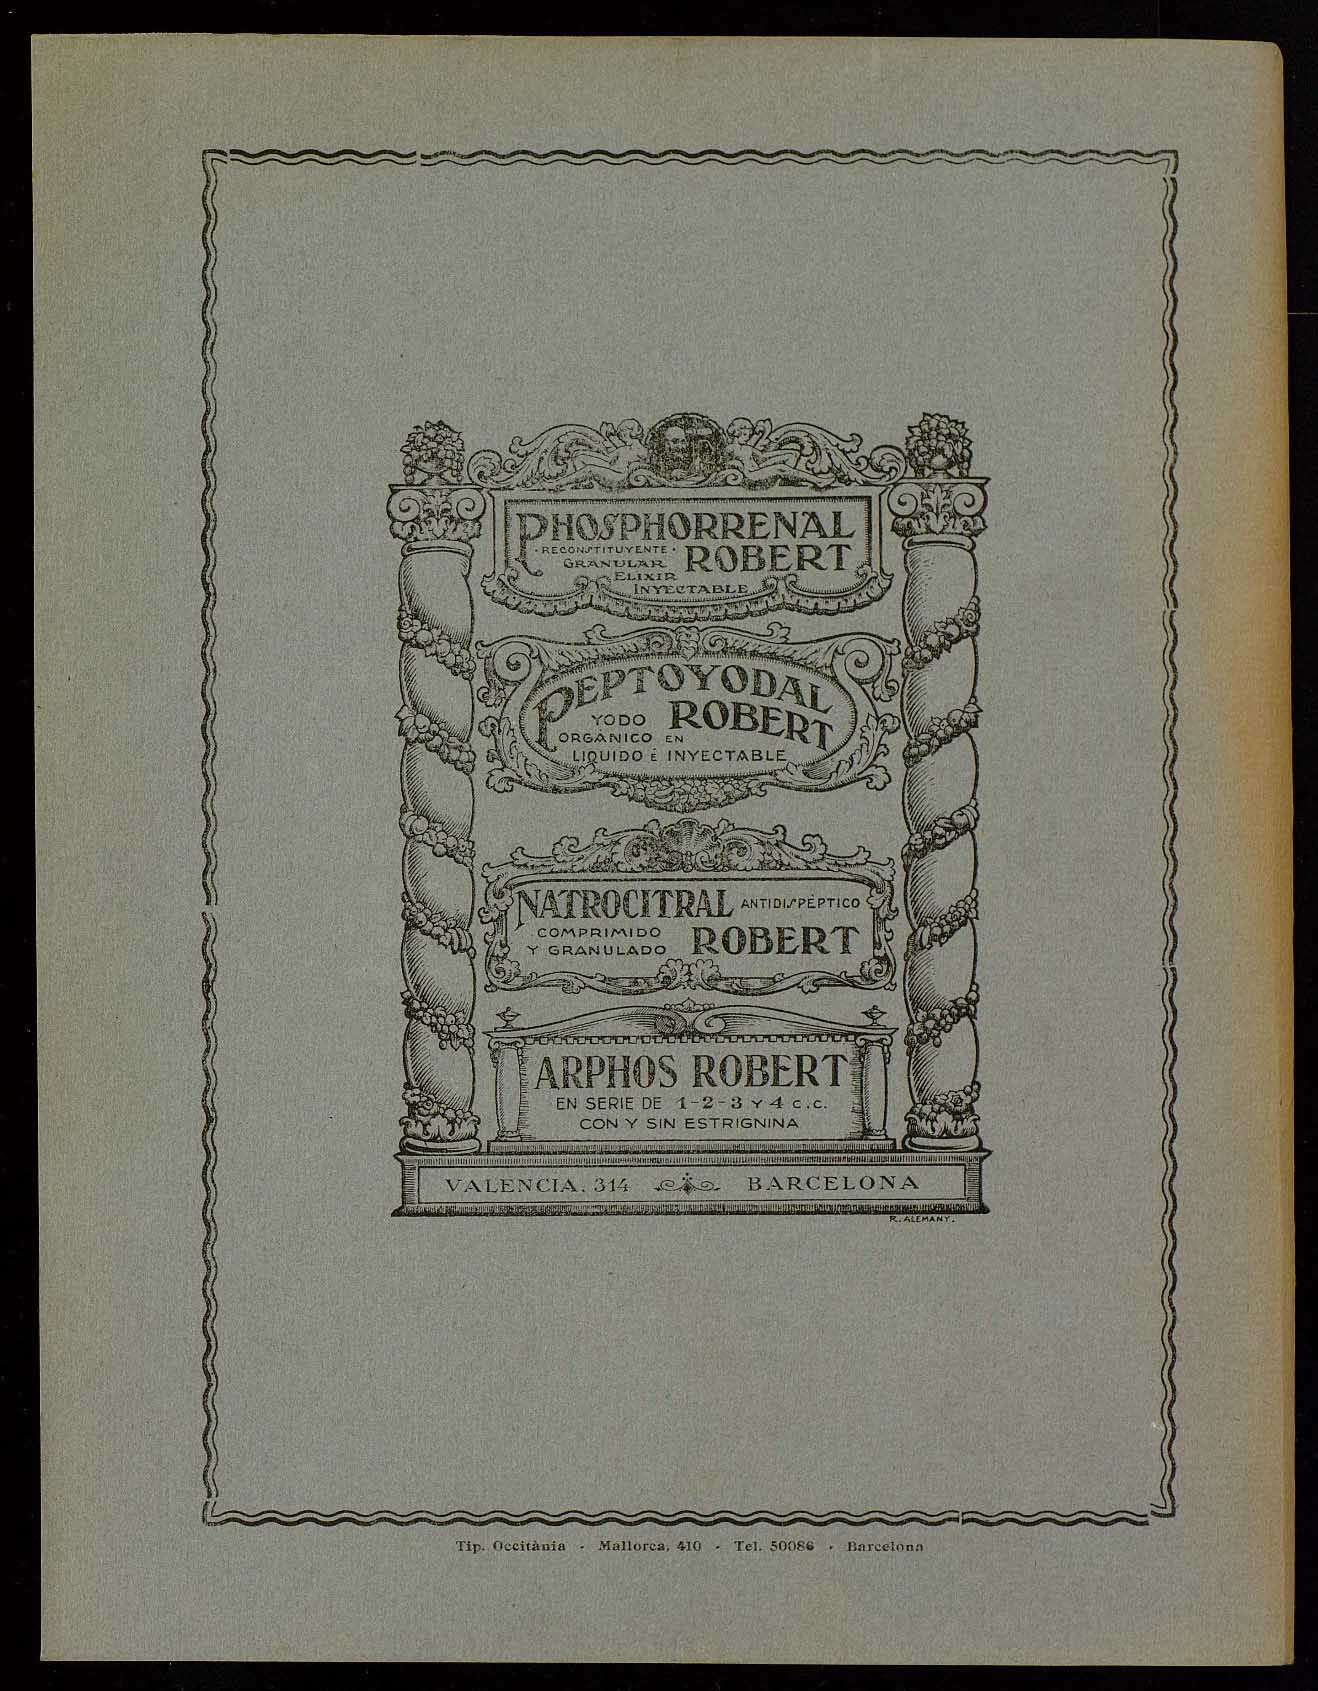 PHOSPHORRENAL
· RECONSTITUYENTE · ROBERT
GRANULAR
ELIXIR
INYECTABLE
PEPTOYODAL
YODO ROBERT
ORGÁNICO EN
LIQUIDO É INYECTABLE
NATROCITRAL ANTIDISPÉPTICO
COMPRIMIDO
Y GRANULADO ROBERT
ARPHOS ROBERT
EN SERIE DE 1-2-3 Y 4 C.C.
CON Y SIN ESTRIGNINA
VALENCIA, 314 BARCELONA
R. ALEMANY.
Tip. Occitània - Mallorca, 410 - Tel. 50086 - Barcelona